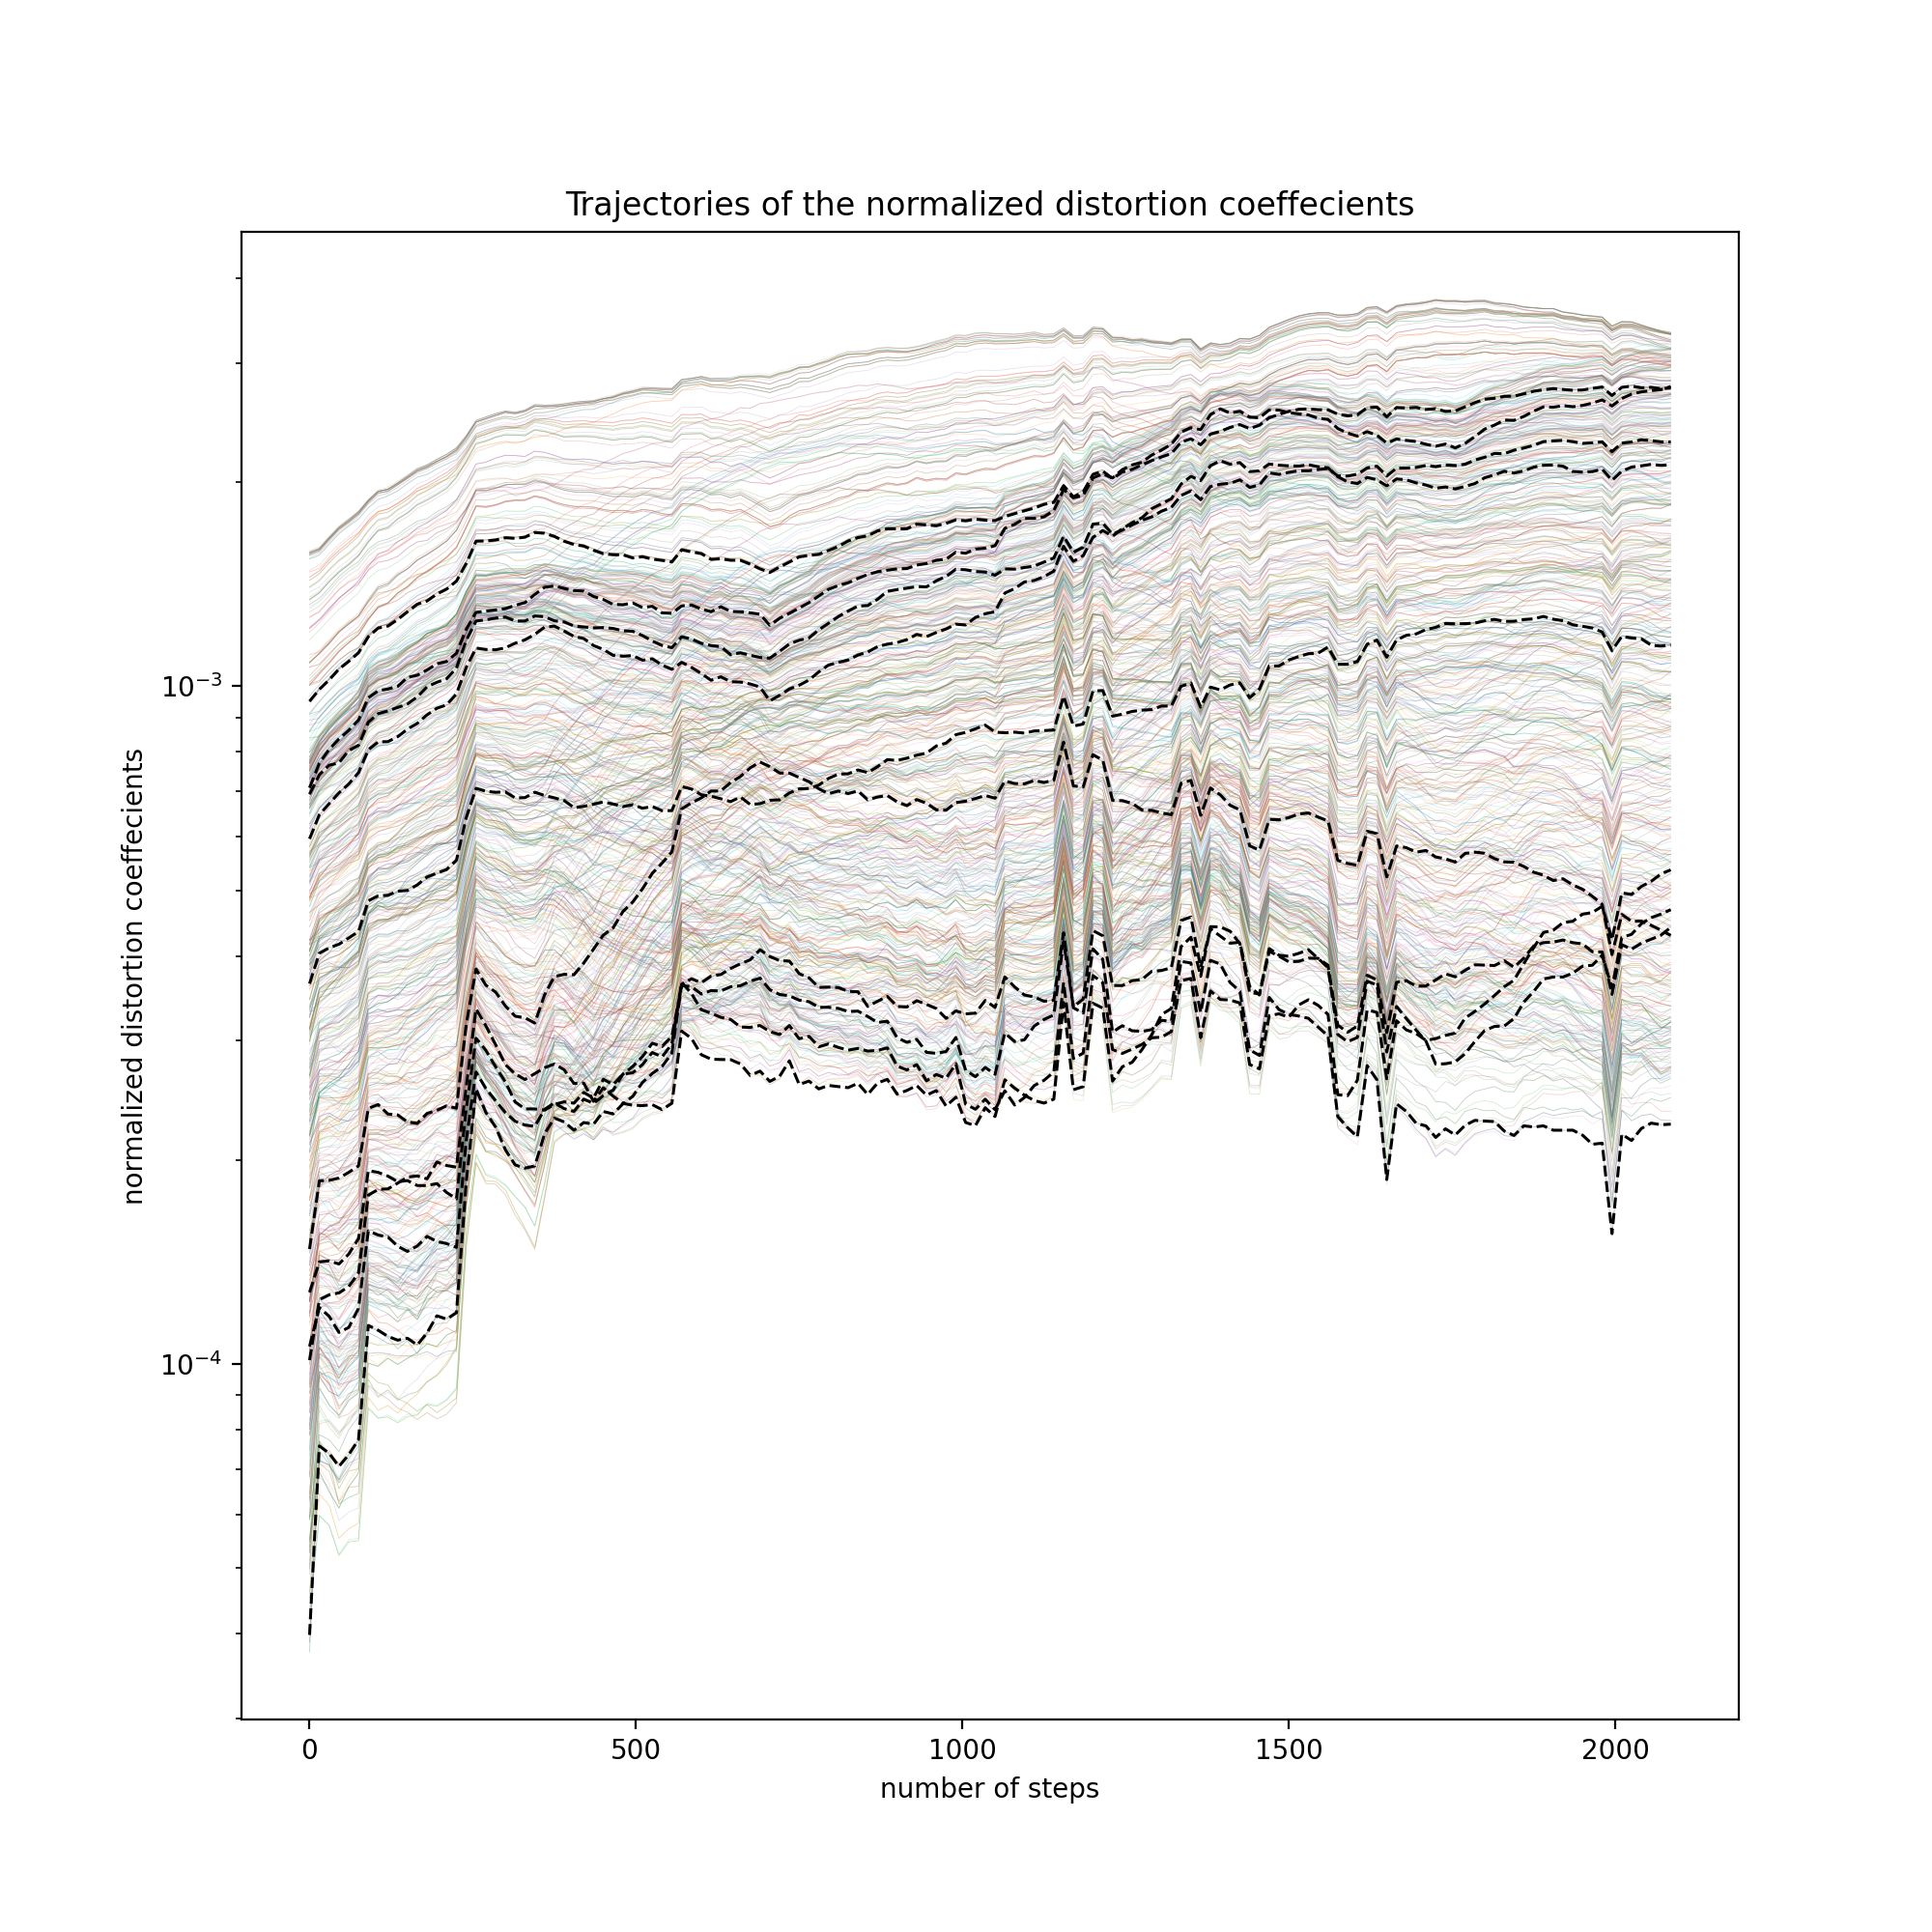 Trajectories of the normalized distortion coeffecients
normalized distortion coeffecients
10⁻³
10⁻⁴
0 500 1000 1500 2000
number of steps